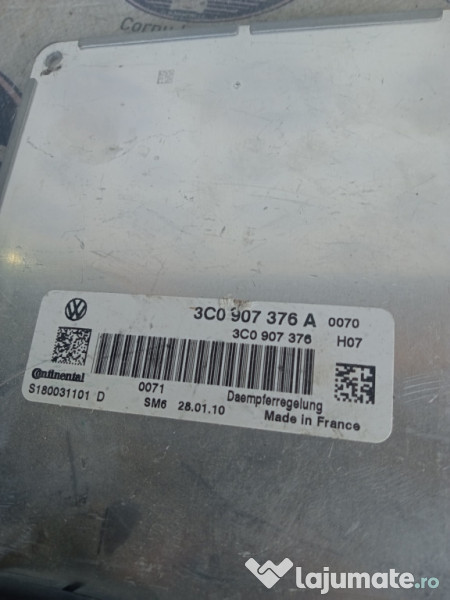 3C0 907 376 A 0070
3C0 907 376 H07
Continental
S180031101 D
0071
SM6 28.01.10
Daempferregelung
Made in France
lajumate.ro